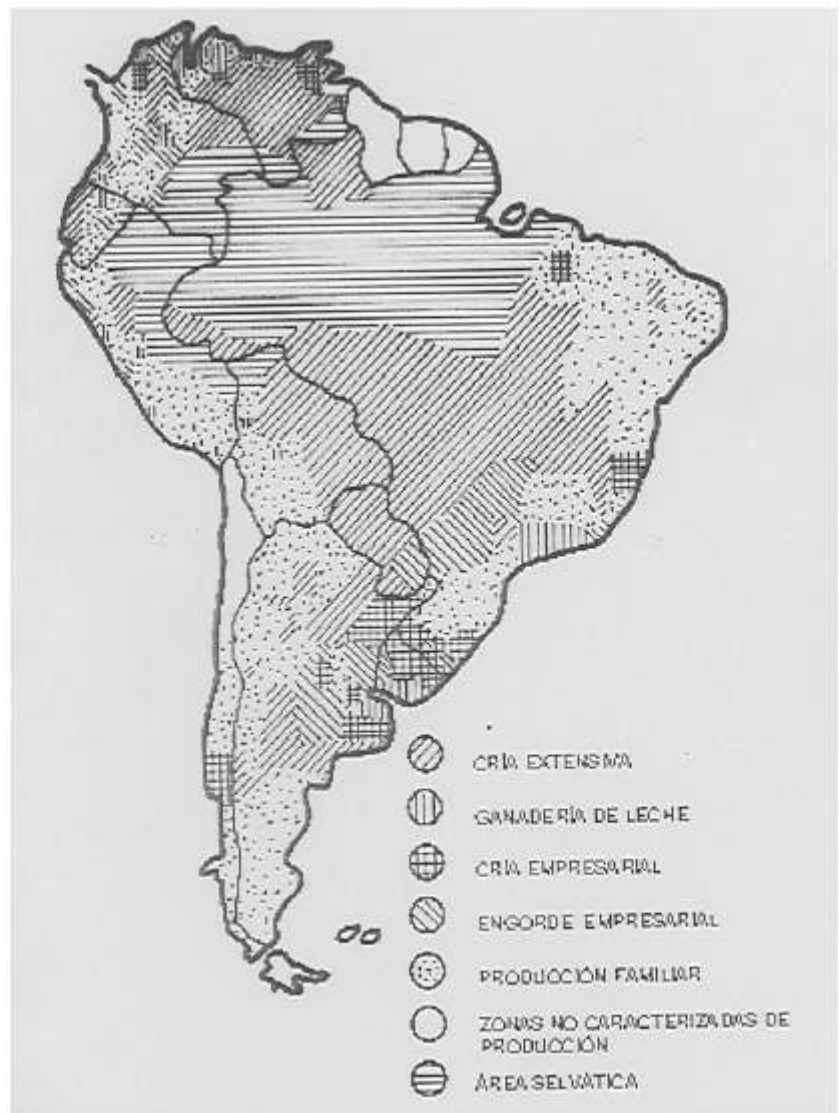 CRÍA EXTENSIVA
GANADERÍA DE LECHE
CRÍA EMPRESARIAL
ENGORDE EMPRESARIAL
PRODUCCIÓN FAMILIAR
ZONAS NO CARACTERIZADAS DE
PRODUCCIÓN
ÁREA SELVÁTICA